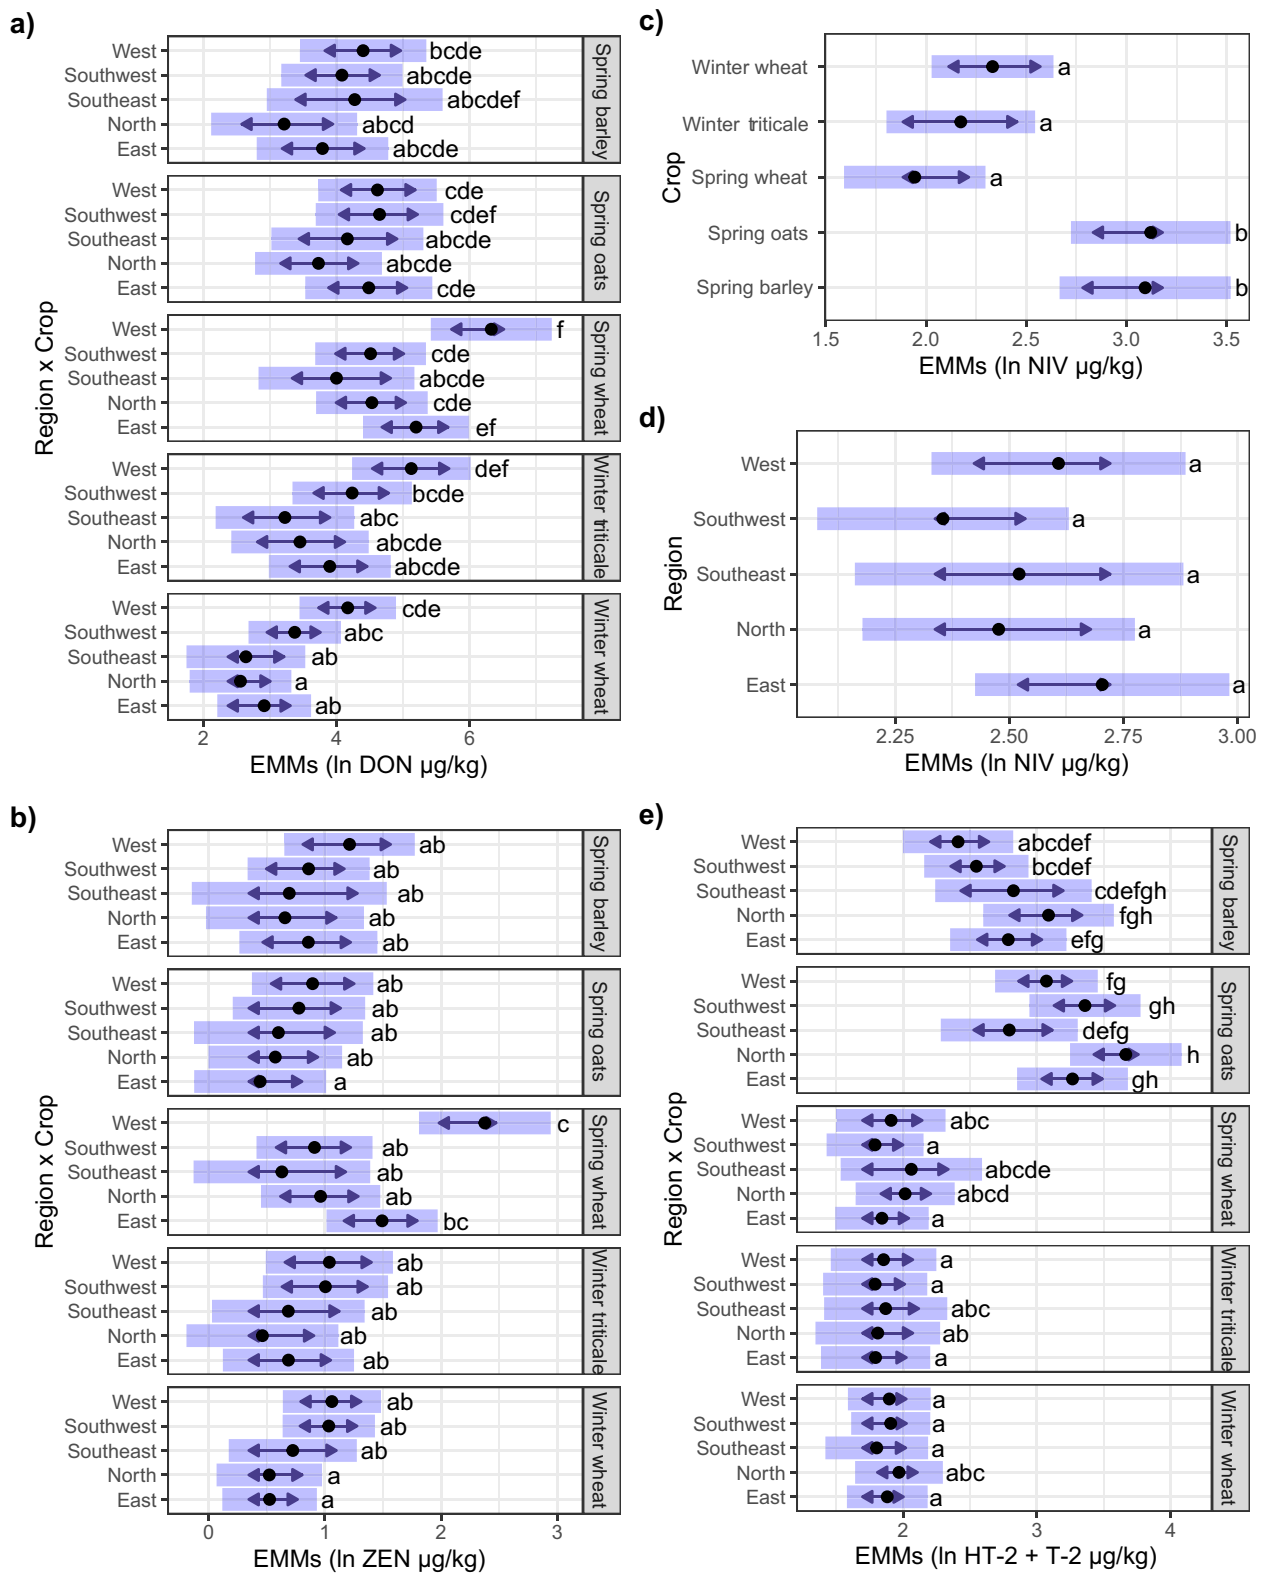 a)
West
bcde
Southwest
abcde
Southeast
abcdef
North
abcd
East
abcde
Spring barley
West
cde
Southwest
cdef
Southeast
abcde
North
abcde
East
cde
Spring oats
West
f
Southwest
cde
Southeast
abcde
North
cde
East
ef
Spring wheat
West
def
Southwest
bcde
Southeast
abc
North
abcde
East
abcde
Winter triticale
West
cde
Southwest
abc
Southeast
ab
North
a
East
ab
Winter wheat
Region x Crop
2 4 6
EMMs (ln DON µg/kg)
b)
West
ab
Southwest
ab
Southeast
ab
North
ab
East
ab
Spring barley
West
ab
Southwest
ab
Southeast
ab
North
ab
East
a
Spring oats
West
c
Southwest
ab
Southeast
ab
North
ab
East
bc
Spring wheat
West
ab
Southwest
ab
Southeast
ab
North
ab
East
ab
Winter triticale
West
ab
Southwest
ab
Southeast
ab
North
a
East
a
Winter wheat
Region x Crop
0 1 2 3
EMMs (ln ZEN µg/kg)
c)
Winter wheat
a
Winter triticale
a
Spring wheat
a
Spring oats
b
Spring barley
b
Crop
1.5 2.0 2.5 3.0 3.5
EMMs (ln NIV µg/kg)
d)
West
a
Southwest
a
Southeast
a
North
a
East
a
Region
2.25 2.50 2.75 3.00
EMMs (ln NIV µg/kg)
e)
West
abcdef
Southwest
bcdef
Southeast
cdefgh
North
fgh
East
efg
Spring barley
West
fg
Southwest
gh
Southeast
defg
North
h
East
gh
Spring oats
West
abc
Southwest
a
Southeast
abcde
North
abcd
East
a
Spring wheat
West
a
Southwest
a
Southeast
abc
North
ab
East
a
Winter triticale
West
a
Southwest
a
Southeast
a
North
abc
East
a
Winter wheat
Region x Crop
2 3 4
EMMs (ln HT-2 + T-2 µg/kg)